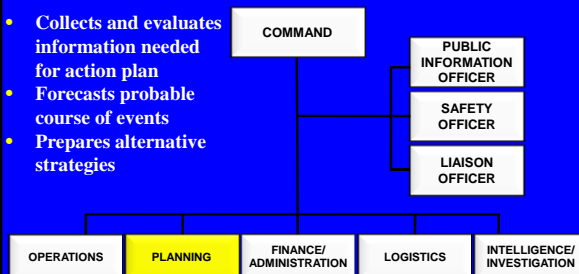 • Collects and evaluates
information needed
for action plan
• Forecasts probable
course of events
• Prepares alternative
strategies
COMMAND
PUBLIC
INFORMATION
OFFICER
SAFETY
OFFICER
LIAISON
OFFICER
OPERATIONS
PLANNING
FINANCE/
ADMINISTRATION
LOGISTICS
INTELLIGENCE/
INVESTIGATION